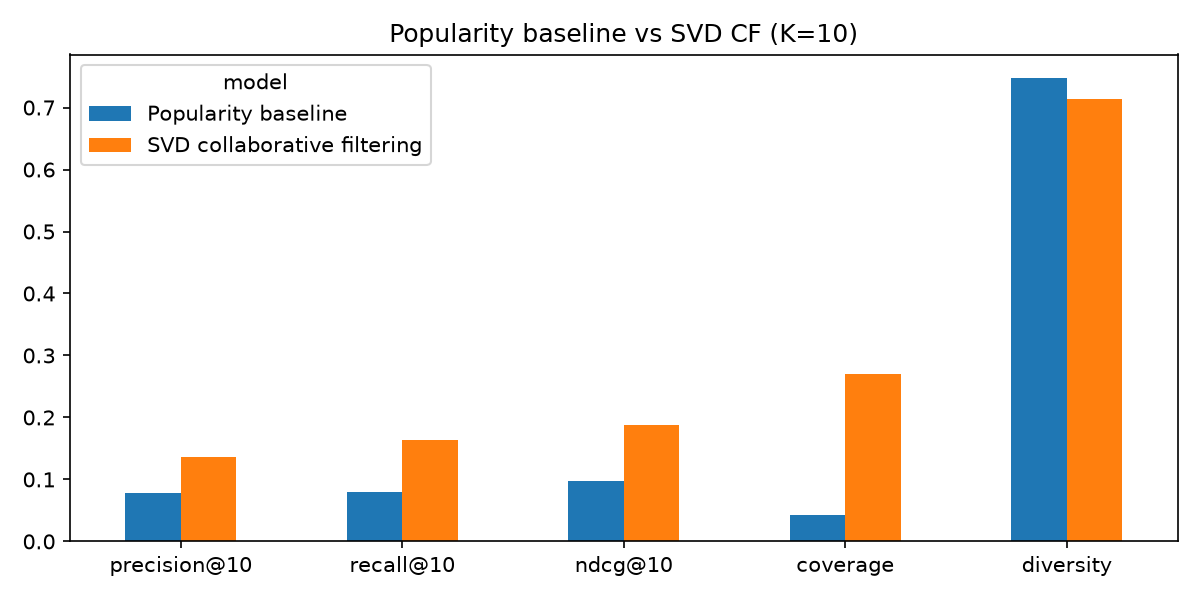 Popularity baseline vs SVD CF (K=10)
model
Popularity baseline
SVD collaborative filtering
0.7
0.6
0.5
0.4
0.3
0.2
0.1
0.0
precision@10 recall@10 ndcg@10 coverage diversity